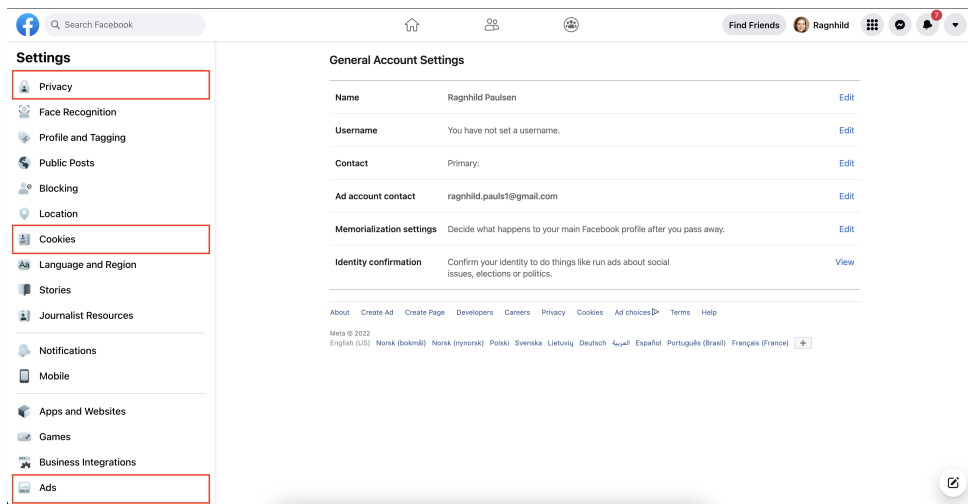 Search Facebook
Find Friends
Ragnhild
7
Settings
Privacy
Face Recognition
Profile and Tagging
Public Posts
Blocking
Location
Cookies
Language and Region
Stories
Journalist Resources
Notifications
Mobile
Apps and Websites
Games
Business Integrations
Ads
General Account Settings
Name Ragnhild Paulsen Edit
Username You have not set a username. Edit
Contact Primary: Edit
Ad account contact ragnhild.pauls1@gmail.com Edit
Memorialization settings Decide what happens to your main Facebook profile after you pass away. Edit
Identity confirmation Confirm your identity to do things like run ads about social View
issues, elections or politics.
About Create Ad Create Page Developers Careers Privacy Cookies Ad choices Terms Help
Meta © 2022
English (US) Norsk (bokmål) Norsk (nynorsk) Polski Svenska Lietuvių Deutsch العربية Español Português (Brasil) Français (France) +